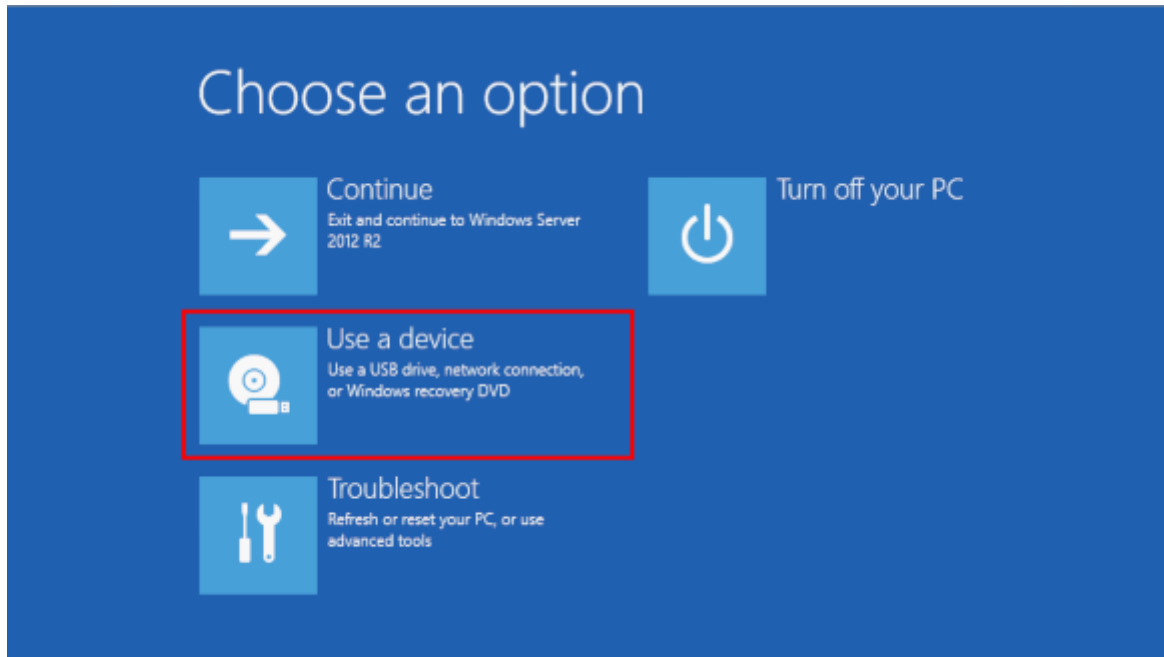 Choose an option
Continue
Exit and continue to Windows Server
2012 R2
Turn off your PC
Use a device
Use a USB drive, network connection,
or Windows recovery DVD
Troubleshoot
Refresh or reset your PC, or use
advanced tools